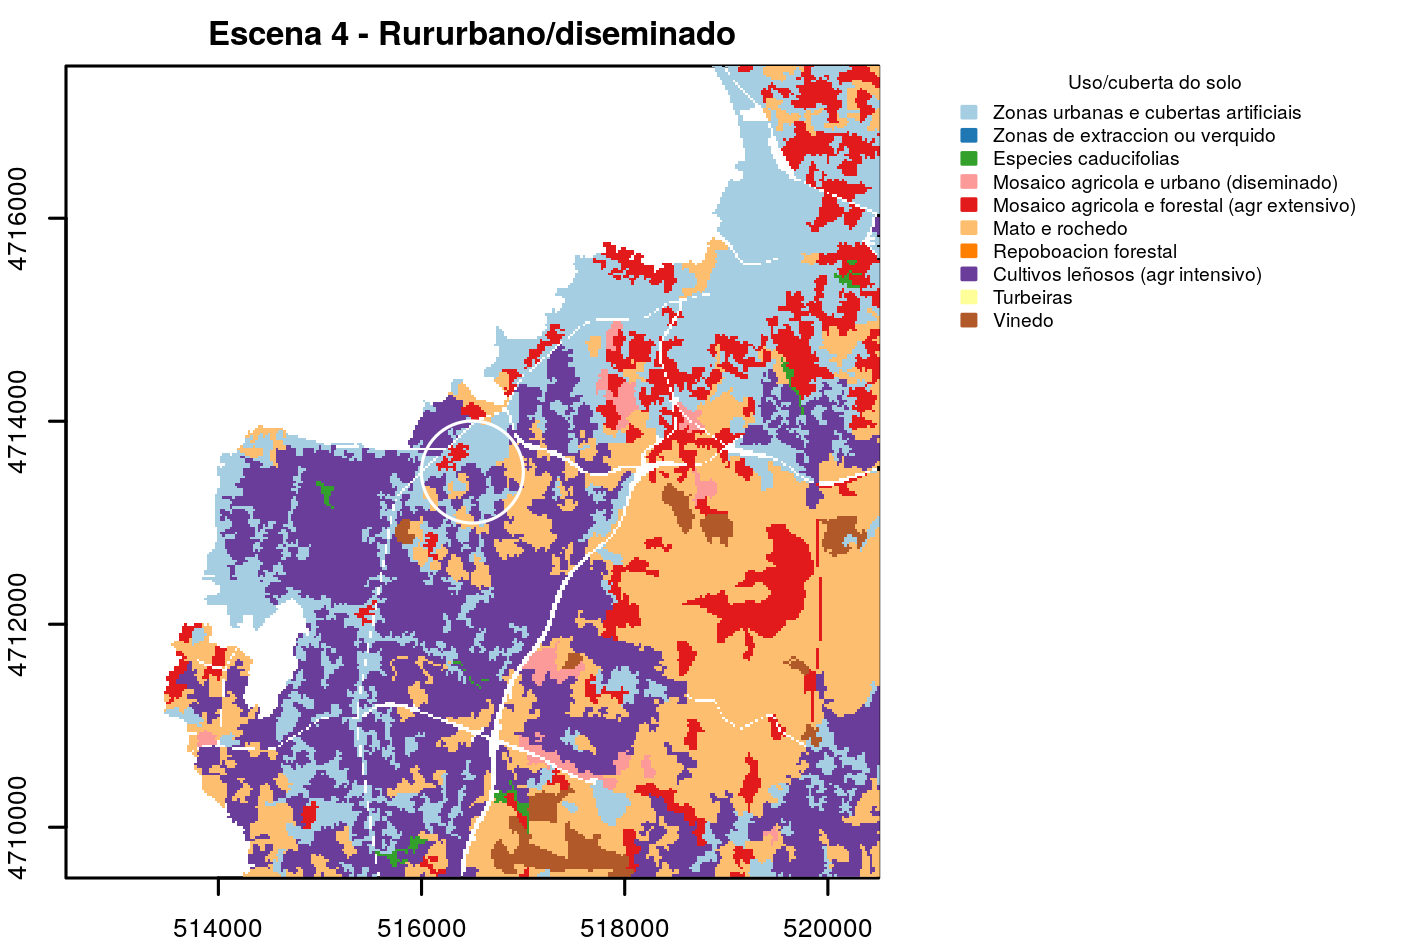 Escena 4 - Rururbano/diseminado
Uso/cuberta do solo
Zonas urbanas e cubertas artificiais
Zonas de extraccion ou verquido
Especies caducifolias
Mosaico agricola e urbano (diseminado)
Mosaico agricola e forestal (agr extensivo)
Mato e rochedo
Repoboacion forestal
Cultivos leñosos (agr intensivo)
Turbeiras
Vinedo
4716000
4714000
4712000
4710000
514000
516000
518000
520000